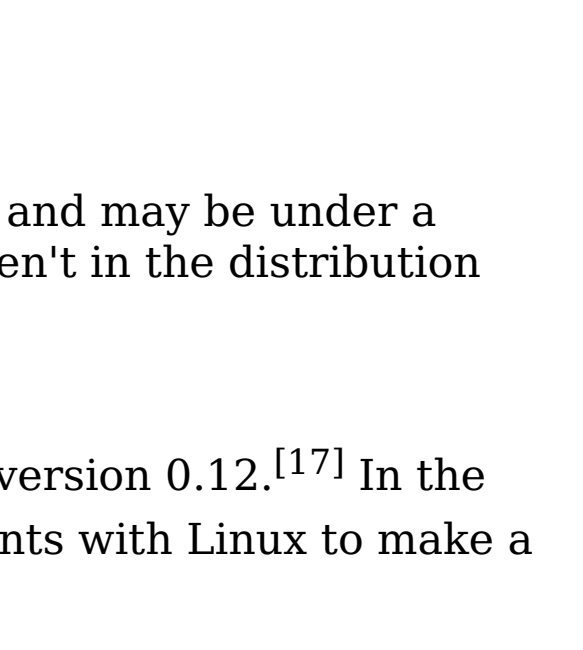 and may be under a
en't in the distribution
version 0.12.[17] In the
nts with Linux to make a